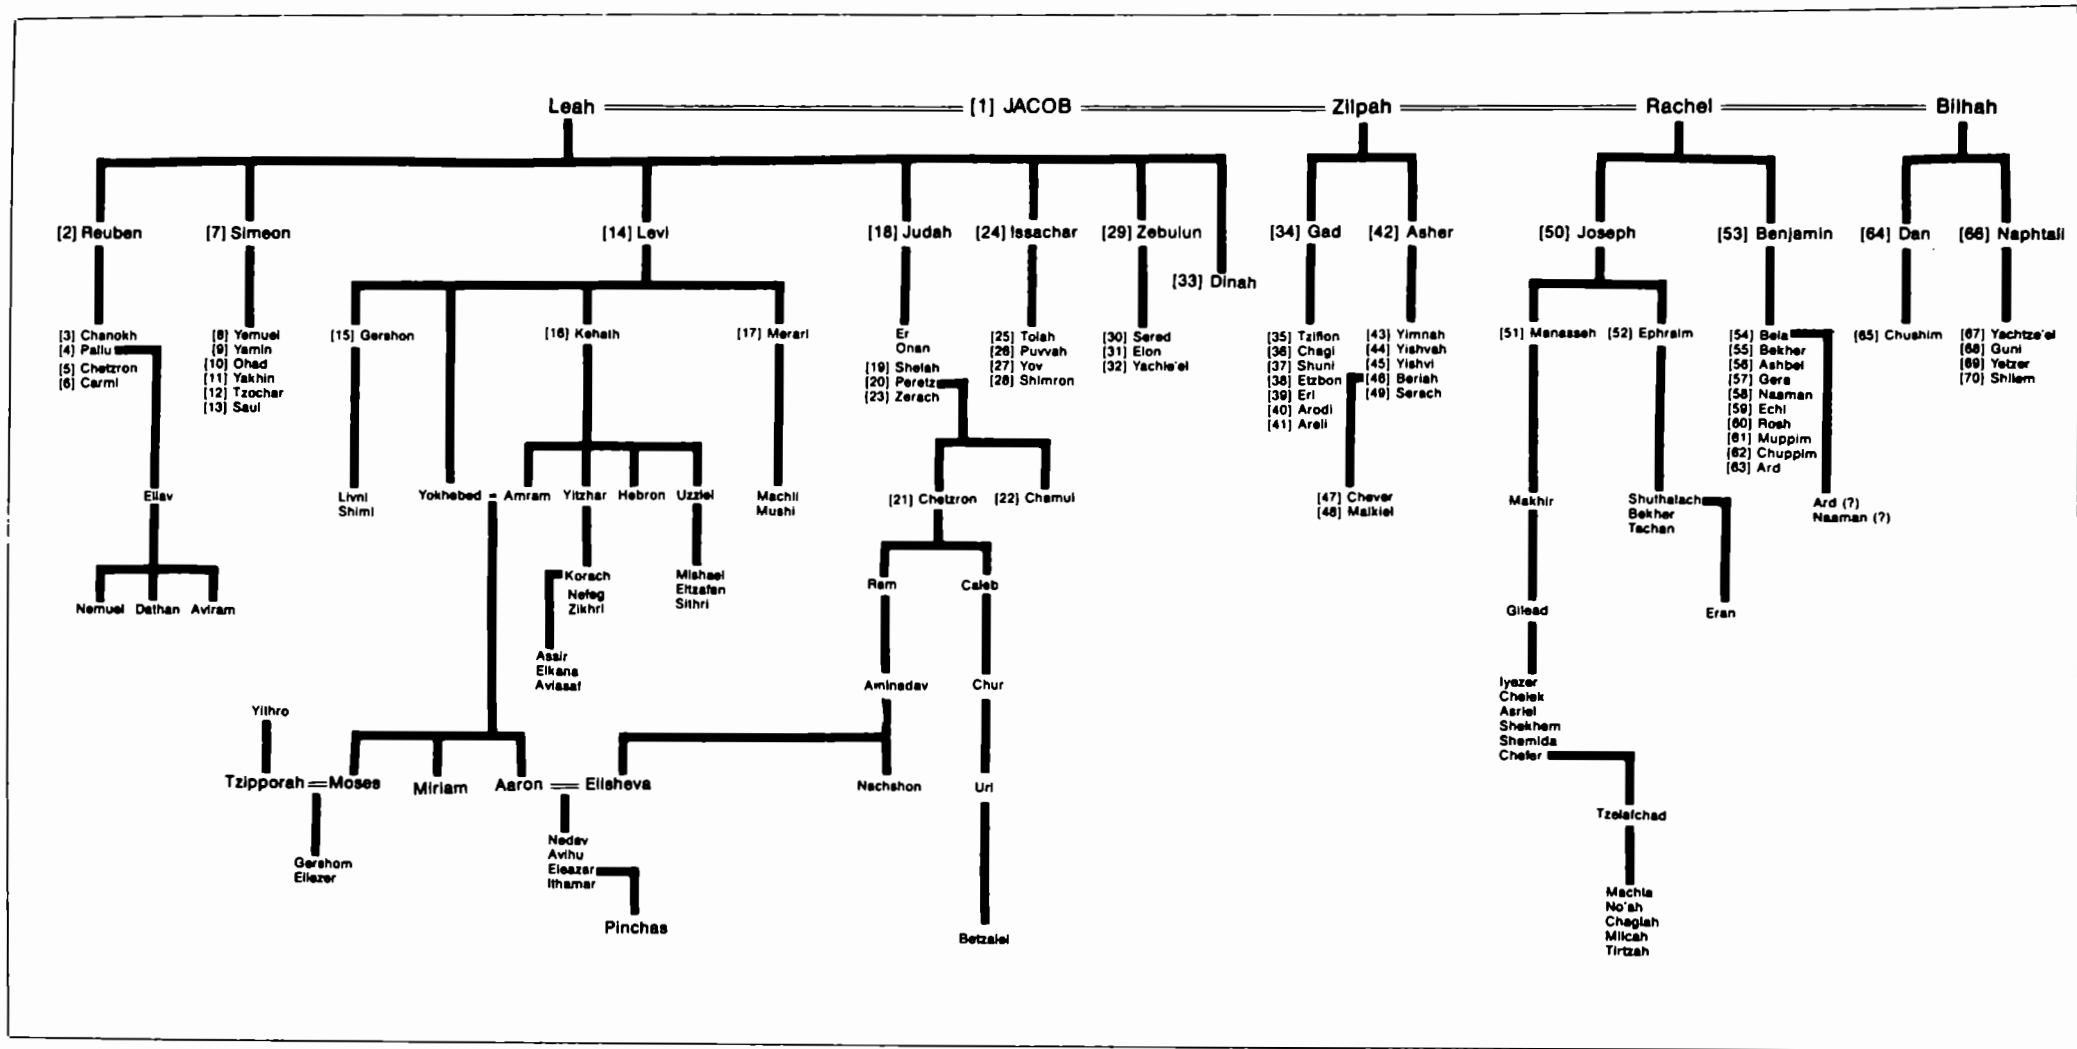 Leah [1] JACOB Zilpah Rachel Bilhah
[2] Reuben [7] Simeon [14] Levi [18] Judah [24] Issachar [29] Zebulun [34] Gad [42] Asher [50] Joseph [53] Benjamin [64] Dan [66] Naphtali
[33] Dinah
[3] Chanokh
[4] Pallu
[5] Chetzron
[6] Carmi
[8] Yemuel
[9] Yamin
[10] Ohad
[11] Yakhin
[12] Tzochar
[13] Saul
[15] Gershon
[16] Kehath
[17] Merari
Er
Onan
[19] Shelah
[20] Peretz
[23] Zerach
[25] Tolah
[26] Puvvah
[27] Yov
[28] Shimron
[30] Sered
[31] Elon
[32] Yachle'el
[35] Tzifion
[36] Chagi
[37] Shuni
[38] Etzbon
[39] Eri
[40] Arodi
[41] Areli
[43] Yimnah
[44] Yishvah
[45] Yishvi
[46] Beriah
[49] Serach
[51] Manasseh
[52] Ephraim
[54] Bela
[55] Bekher
[56] Ashbel
[57] Gera
[58] Naaman
[59] Echi
[60] Rosh
[61] Muppim
[62] Chuppim
[63] Ard
[65] Chushim
[67] Yachtze'el
[68] Guni
[69] Yetzer
[70] Shilem
Eliav
Livni
Shimi
Yokhebed = Amram
Yitzhar
Hebron
Uzziel
Machli
Mushi
[21] Chetzron
[22] Chamul
[47] Chever
[48] Malkiel
Makhir
Shuthalach
Bekher
Tachan
Ard (?)
Naaman (?)
Nemuel Dathan Aviram
Korach
Nefeg
Zikhri
Mishael
Eltzafan
Sithri
Ram
Caleb
Gilead
Eran
Assir
Elkana
Aviasaf
Aminadav
Chur
Iyezer
Chelek
Asriel
Shekhem
Shemida
Chefer
Yithro
Tzipporah = Moses Miriam Aaron = Elisheva
Nachshon
Uri
Tzelafchad
Gershom
Eliezer
Nadav
Avihu
Eleazar
Ithamar
Pinchas
Betzalel
Machla
No'ah
Chaglah
Milcah
Tirtzah